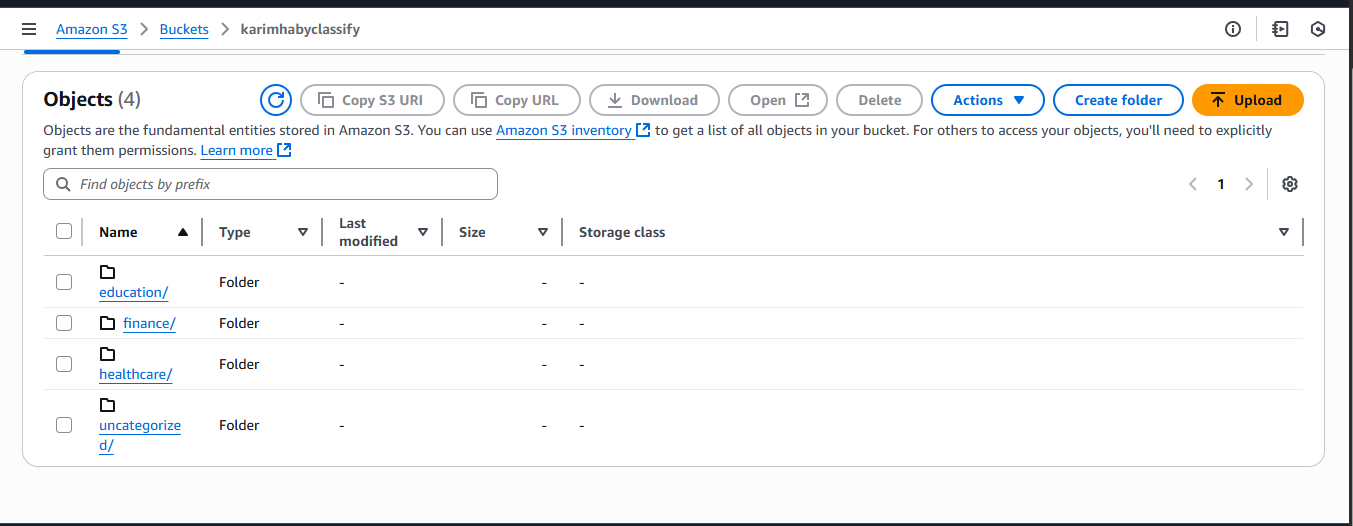 Amazon S3 > Buckets > karimhabyclassify
Objects (4)
Copy S3 URI Copy URL Download Open Delete Actions Create folder Upload
Objects are the fundamental entities stored in Amazon S3. You can use Amazon S3 inventory to get a list of all objects in your bucket. For others to access your objects, you'll need to explicitly
grant them permissions. Learn more
Find objects by prefix
1
Name Type Last modified Size Storage class
education/ Folder - - -
finance/ Folder - - -
healthcare/ Folder - - -
uncategorize
d/ Folder - - -